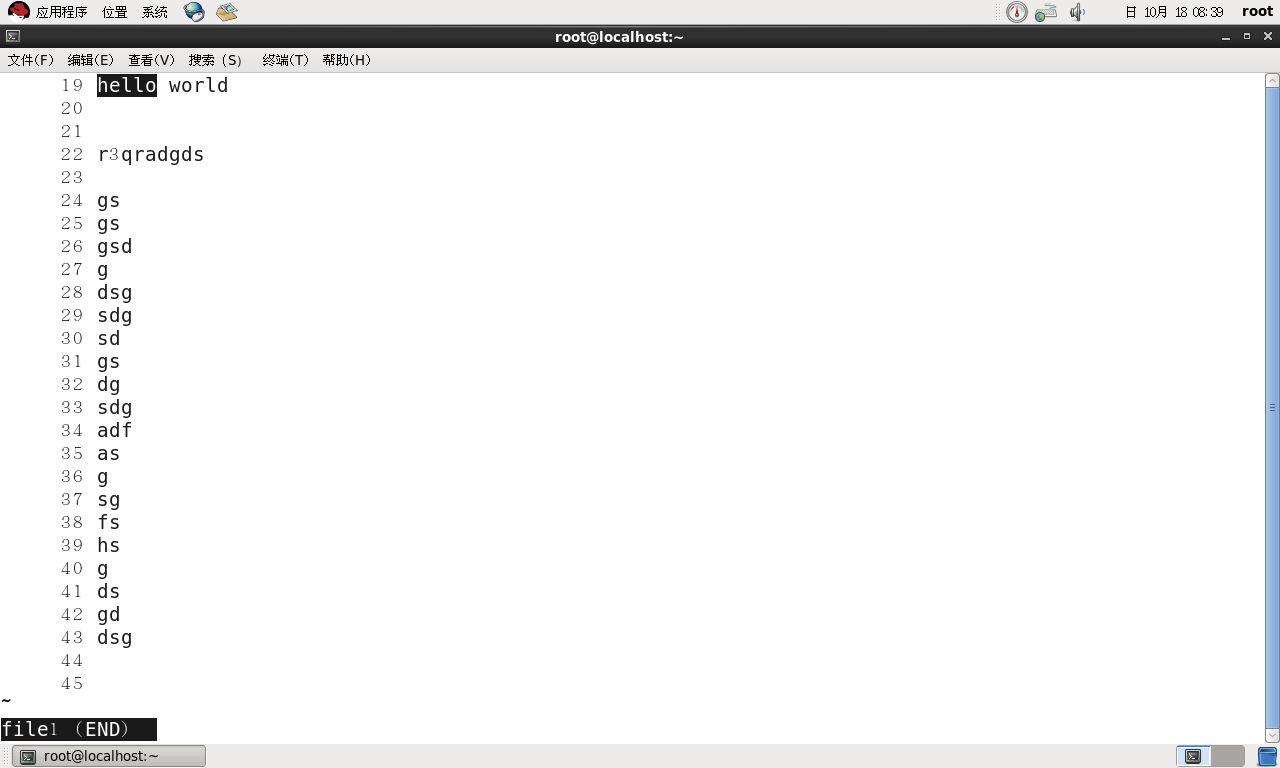 应用程序 位置 系统 日 10月 18 08:39 root
root@localhost:~
文件(F) 编辑(E) 查看(V) 搜索 (S) 终端(T) 帮助(H)
19 hello world
20
21
22 r3qradgds
23
24 gs
25 gs
26 gsd
27 g
28 dsg
29 sdg
30 sd
31 gs
32 dg
33 sdg
34 adf
35 as
36 g
37 sg
38 fs
39 hs
40 g
41 ds
42 gd
43 dsg
44
45
~
file1 (END)
root@localhost:~